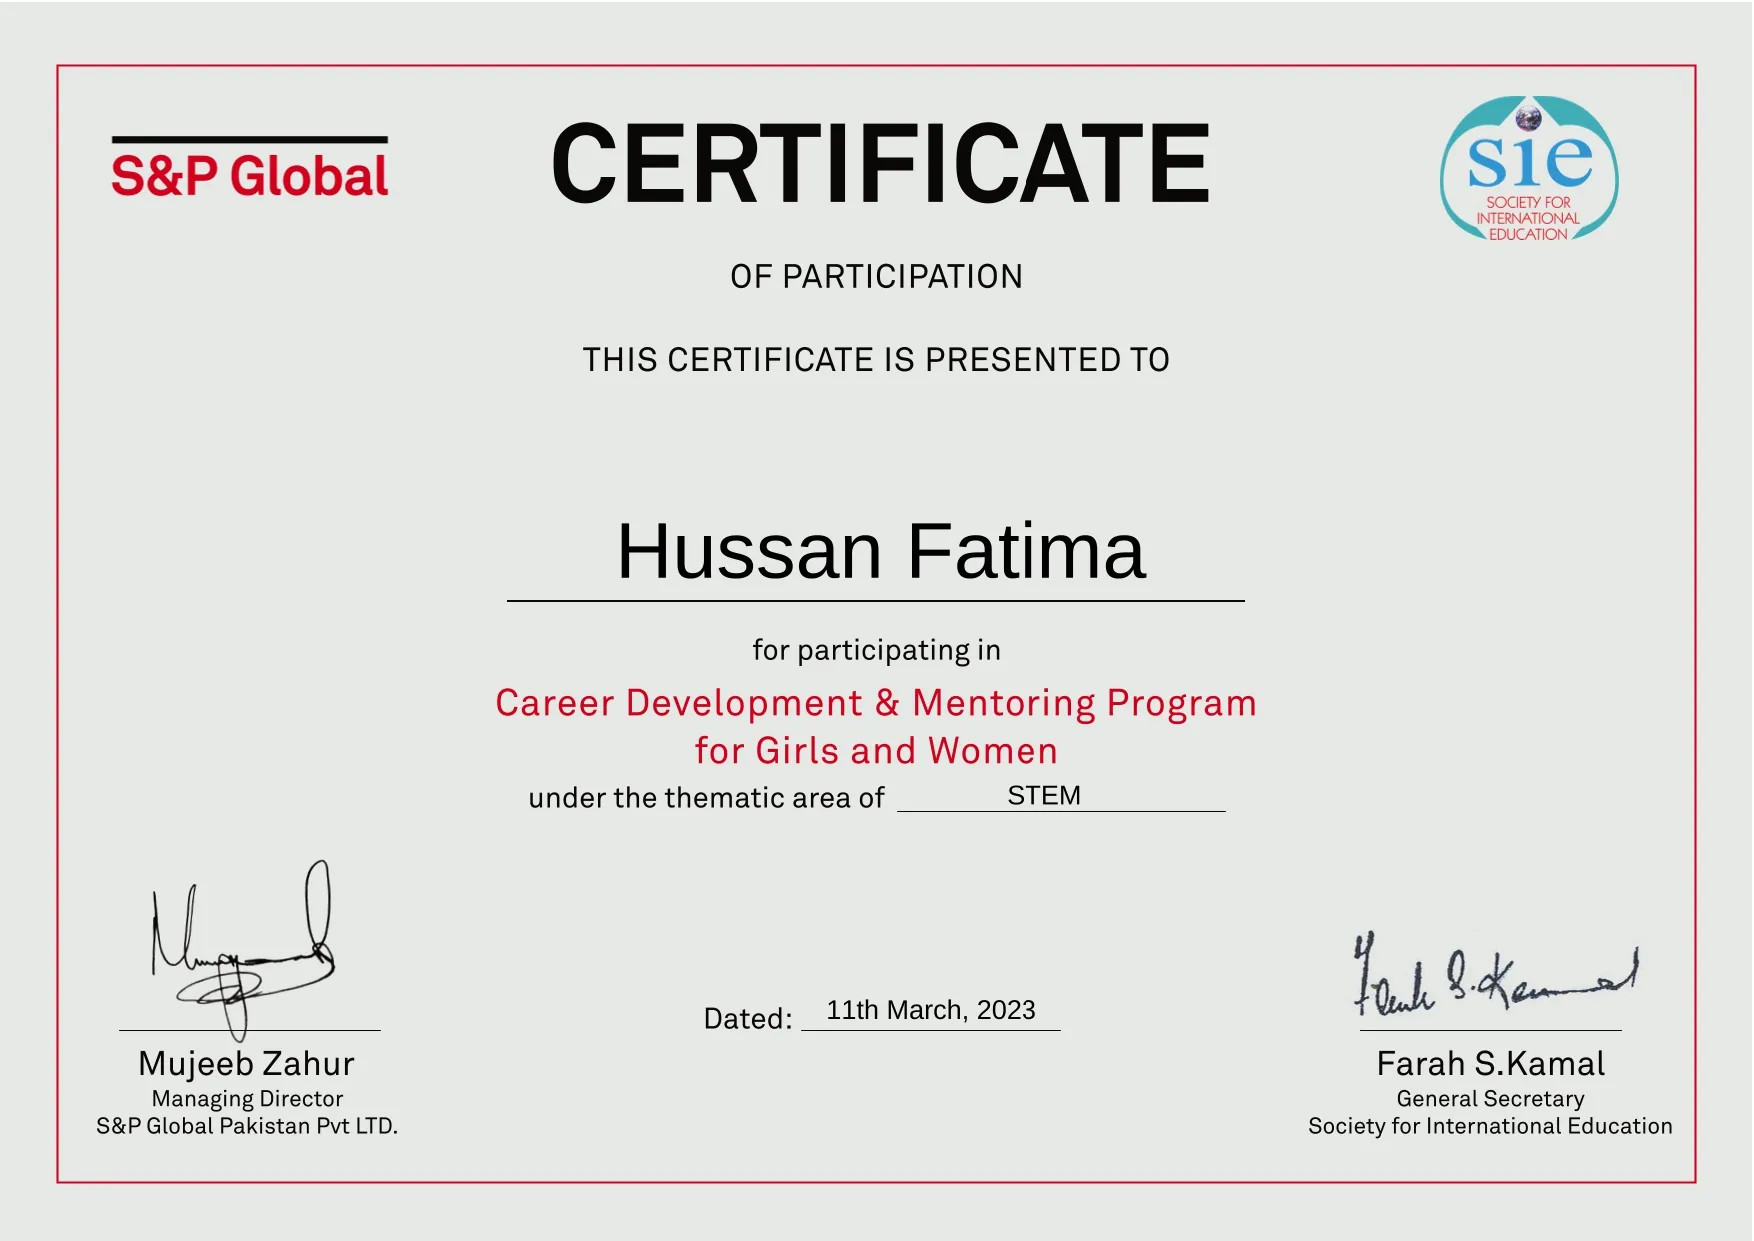 S&P Global
CERTIFICATE
sie
SOCIETY FOR
INTERNATIONAL
EDUCATION
OF PARTICIPATION
THIS CERTIFICATE IS PRESENTED TO
Hussan Fatima
for participating in
Career Development & Mentoring Program
for Girls and Women
under the thematic area of STEM
Dated: 11th March, 2023
Mujeeb Zahur
Managing Director
S&P Global Pakistan Pvt LTD.
Farah S.Kamal
General Secretary
Society for International Education